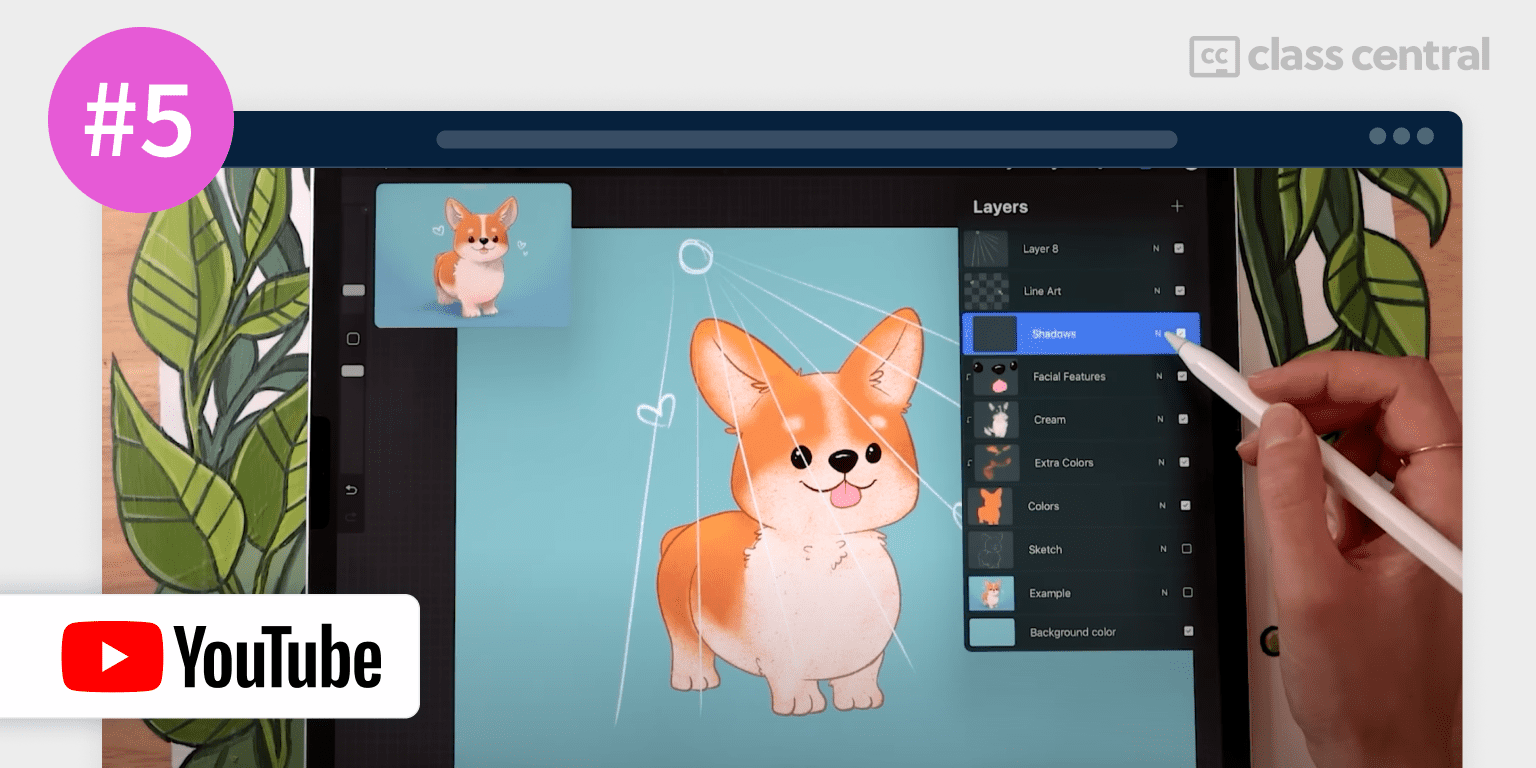 #5
cc class central
Layers +
Layer 8 N
Line Art N
Shadows N
Facial Features N
Cream N
Extra Colors N
Colors N
Sketch N
Example N
Background color
YouTube